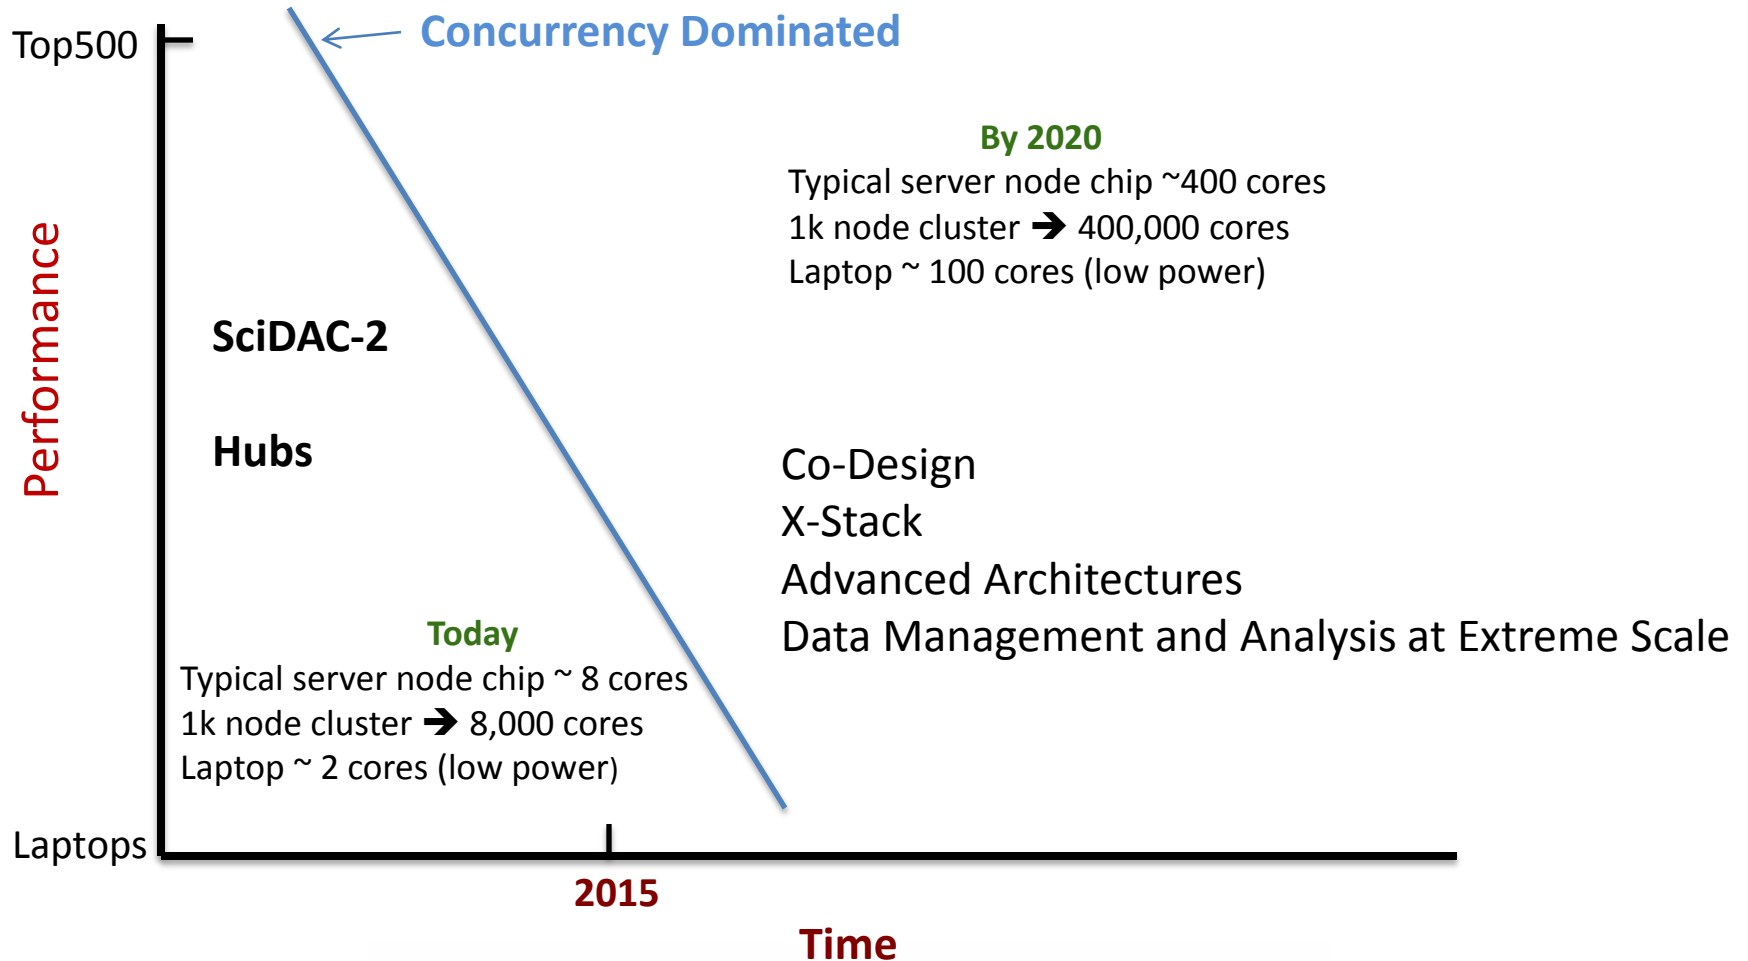 Top500
Concurrency Dominated
By 2020
Typical server node chip ~400 cores
1k node cluster ➔ 400,000 cores
Laptop ~ 100 cores (low power)
Performance
SciDAC-2
Hubs
Co-Design
X-Stack
Advanced Architectures
Data Management and Analysis at Extreme Scale
Today
Typical server node chip ~ 8 cores
1k node cluster ➔ 8,000 cores
Laptop ~ 2 cores (low power)
Laptops
2015
Time